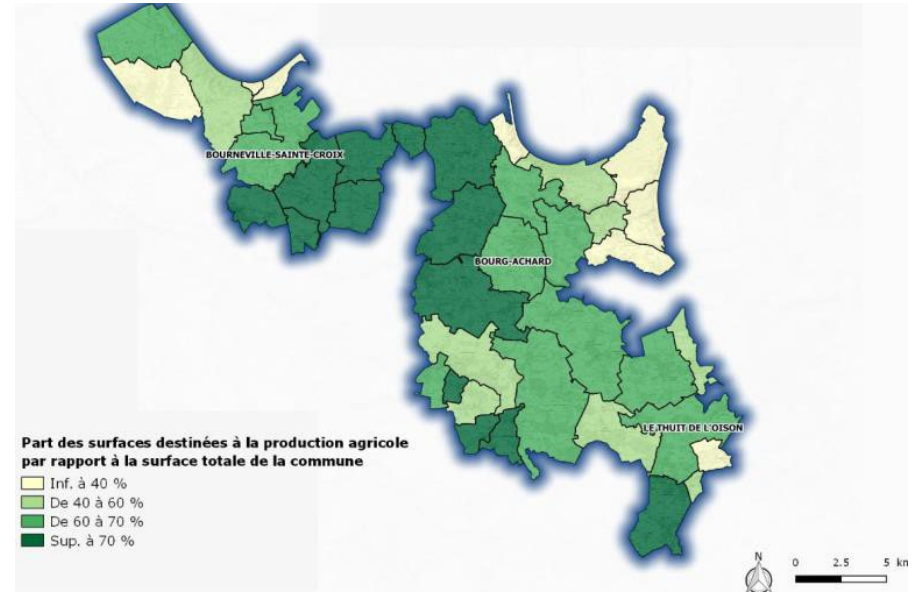 BOURNEVILLE-SAINTE-CROIX
BOURG-ACHARD
LE THUIT DE L'OISON
Part des surfaces destinées à la production agricole
par rapport à la surface totale de la commune
Inf. à 40 %
De 40 à 60 %
De 60 à 70 %
Sup. à 70 %
N
0 2.5 5 km